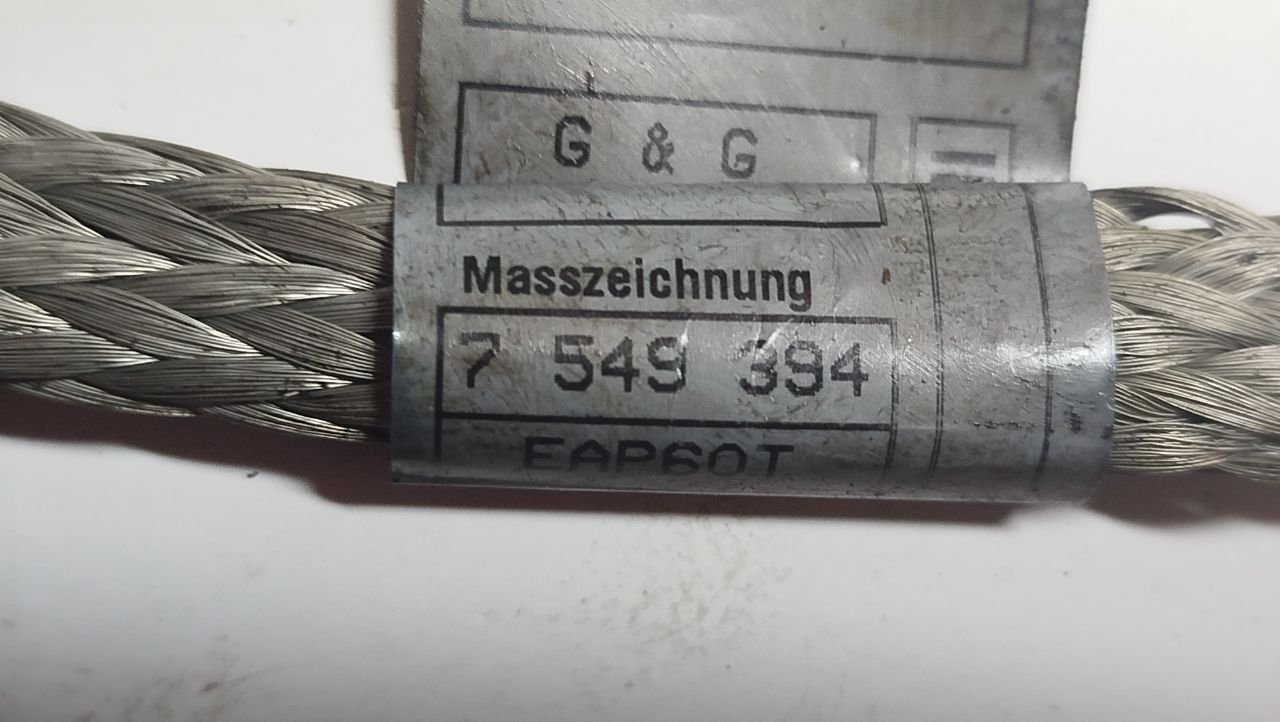 G & G
Masszeichnung
7 549 394
EAP60T